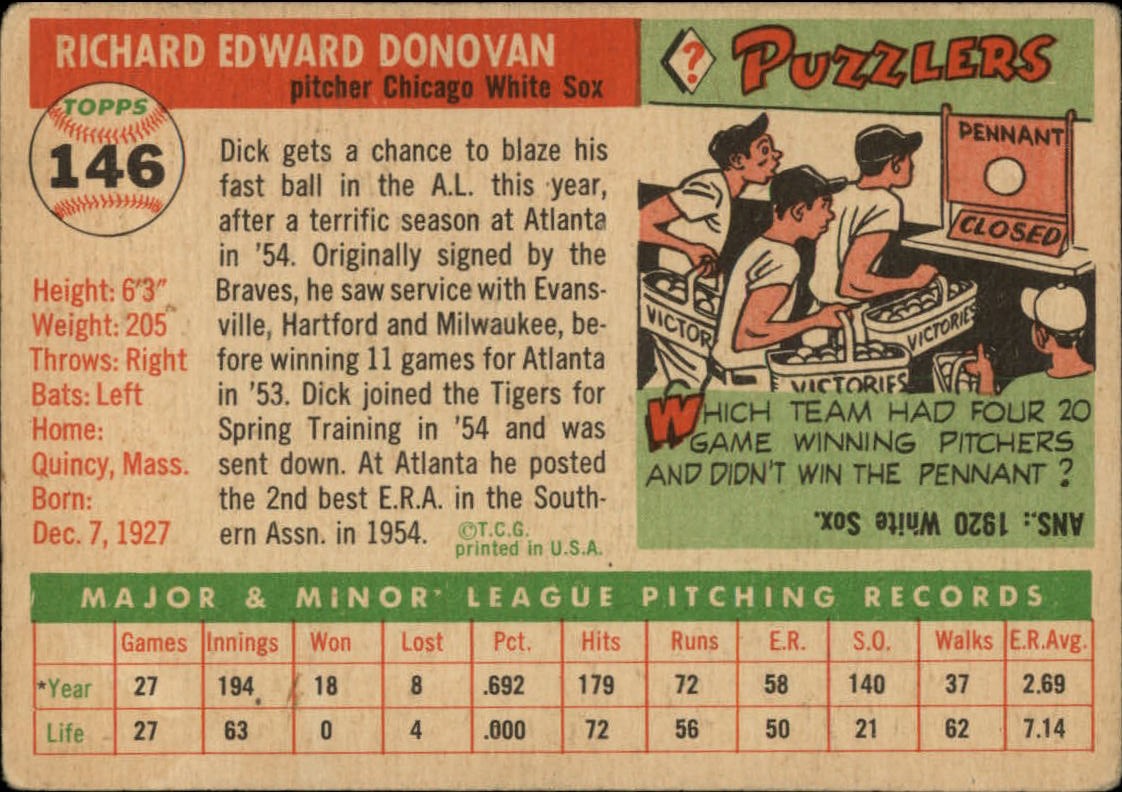 RICHARD EDWARD DONOVAN
pitcher Chicago White Sox
TOPPS
146
Height: 6'3"
Weight: 205
Throws: Right
Bats: Left
Home:
Quincy, Mass.
Born:
Dec. 7, 1927
Dick gets a chance to blaze his
fast ball in the A.L. this year,
after a terrific season at Atlanta
in '54. Originally signed by the
Braves, he saw service with Evans-
ville, Hartford and Milwaukee, be-
fore winning 11 games for Atlanta
in '53. Dick joined the Tigers for
Spring Training in '54 and was
sent down. At Atlanta he posted
the 2nd best E.R.A. in the South-
ern Assn. in 1954.
©T.C.G.
printed in U.S.A.
? PUZZLERS
PENNANT
CLOSED
VICTOR
VICTORIES
VICTORIES
WHICH TEAM HAD FOUR 20
GAME WINNING PITCHERS
AND DIDN'T WIN THE PENNANT?
ANS.: 1920 White Sox.
MAJOR & MINOR LEAGUE PITCHING RECORDS
Games Innings Won Lost Pct. Hits Runs E.R. S.O. Walks E.R.Avg.
*Year 27 194 18 8 .692 179 72 58 140 37 2.69
Life 27 63 0 4 .000 72 56 50 21 62 7.14